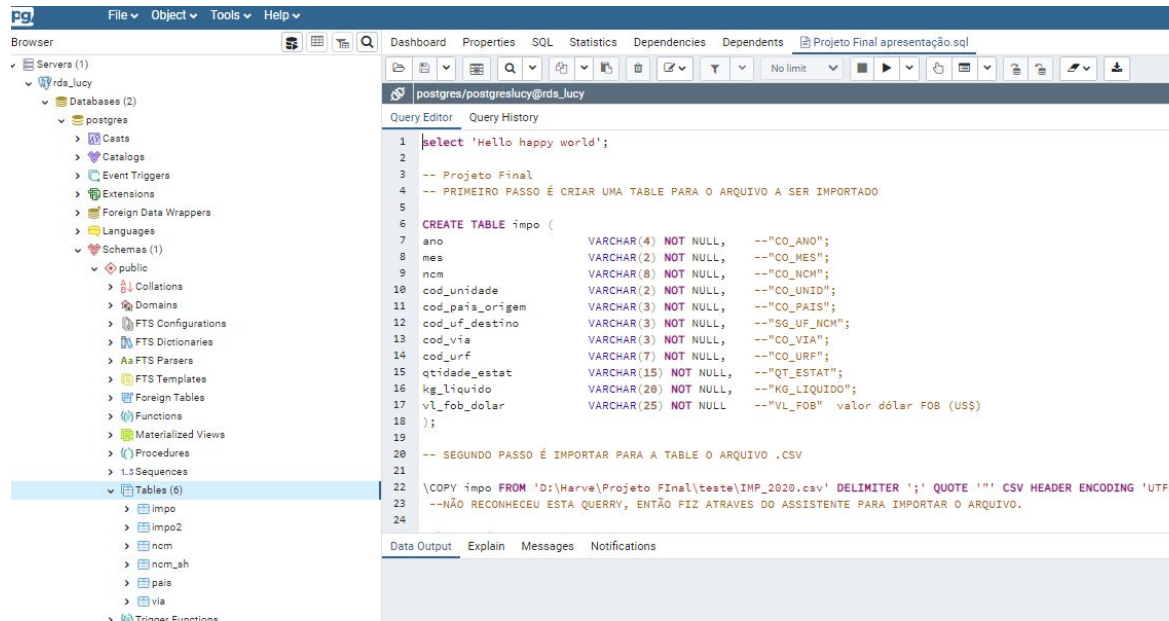 pg.
File Object Tools Help
Browser
Dashboard Properties SQL Statistics Dependencies Dependents Projeto Final apresentação.sql
Servers (1)
rds_lucy
Databases (2)
postgres
Casts
Catalogs
Event Triggers
Extensions
Foreign Data Wrappers
Languages
Schemas (1)
public
Collations
Domains
FTS Configurations
FTS Dictionaries
Aa FTS Parsers
FTS Templates
Foreign Tables
Functions
Materialized Views
Procedures
1..3 Sequences
Tables (6)
impo
impo2
ncm
ncm_sh
pais
via
Trigger Functions
No limit
postgres/postgreslucy@rds_lucy
Query Editor Query History
1 select 'Hello happy world';
2
3 -- Projeto Final
4 -- PRIMEIRO PASSO É CRIAR UMA TABLE PARA O ARQUIVO A SER IMPORTADO
5
6 CREATE TABLE impo (
7 ano VARCHAR(4) NOT NULL, --"CO_ANO";
8 mes VARCHAR(2) NOT NULL, --"CO_MES";
9 ncm VARCHAR(8) NOT NULL, --"CO_NCM";
10 cod_unidade VARCHAR(2) NOT NULL, --"CO_UNID";
11 cod_pais_origem VARCHAR(3) NOT NULL, --"CO_PAIS";
12 cod_uf_destino VARCHAR(3) NOT NULL, --"SG_UF_NCM";
13 cod_via VARCHAR(3) NOT NULL, --"CO_VIA";
14 cod_urf VARCHAR(7) NOT NULL, --"CO_URF";
15 qtidade_estat VARCHAR(15) NOT NULL, --"QT_ESTAT";
16 kg_liquido VARCHAR(20) NOT NULL, --"KG_LIQUIDO";
17 vl_fob_dolar VARCHAR(25) NOT NULL --"VL_FOB" valor dólar FOB (US$)
18 );
19
20 -- SEGUNDO PASSO É IMPORTAR PARA A TABLE O ARQUIVO .CSV
21
22 \COPY impo FROM 'D:\Harve\Projeto FInal\teste\IMP_2020.csv' DELIMITER ';' QUOTE '"' CSV HEADER ENCODING 'UTF
23 --NÃO RECONHECEU ESTA QUERRY, ENTÃO FIZ ATRAVES DO ASSISTENTE PARA IMPORTAR O ARQUIVO.
24
Data Output Explain Messages Notifications